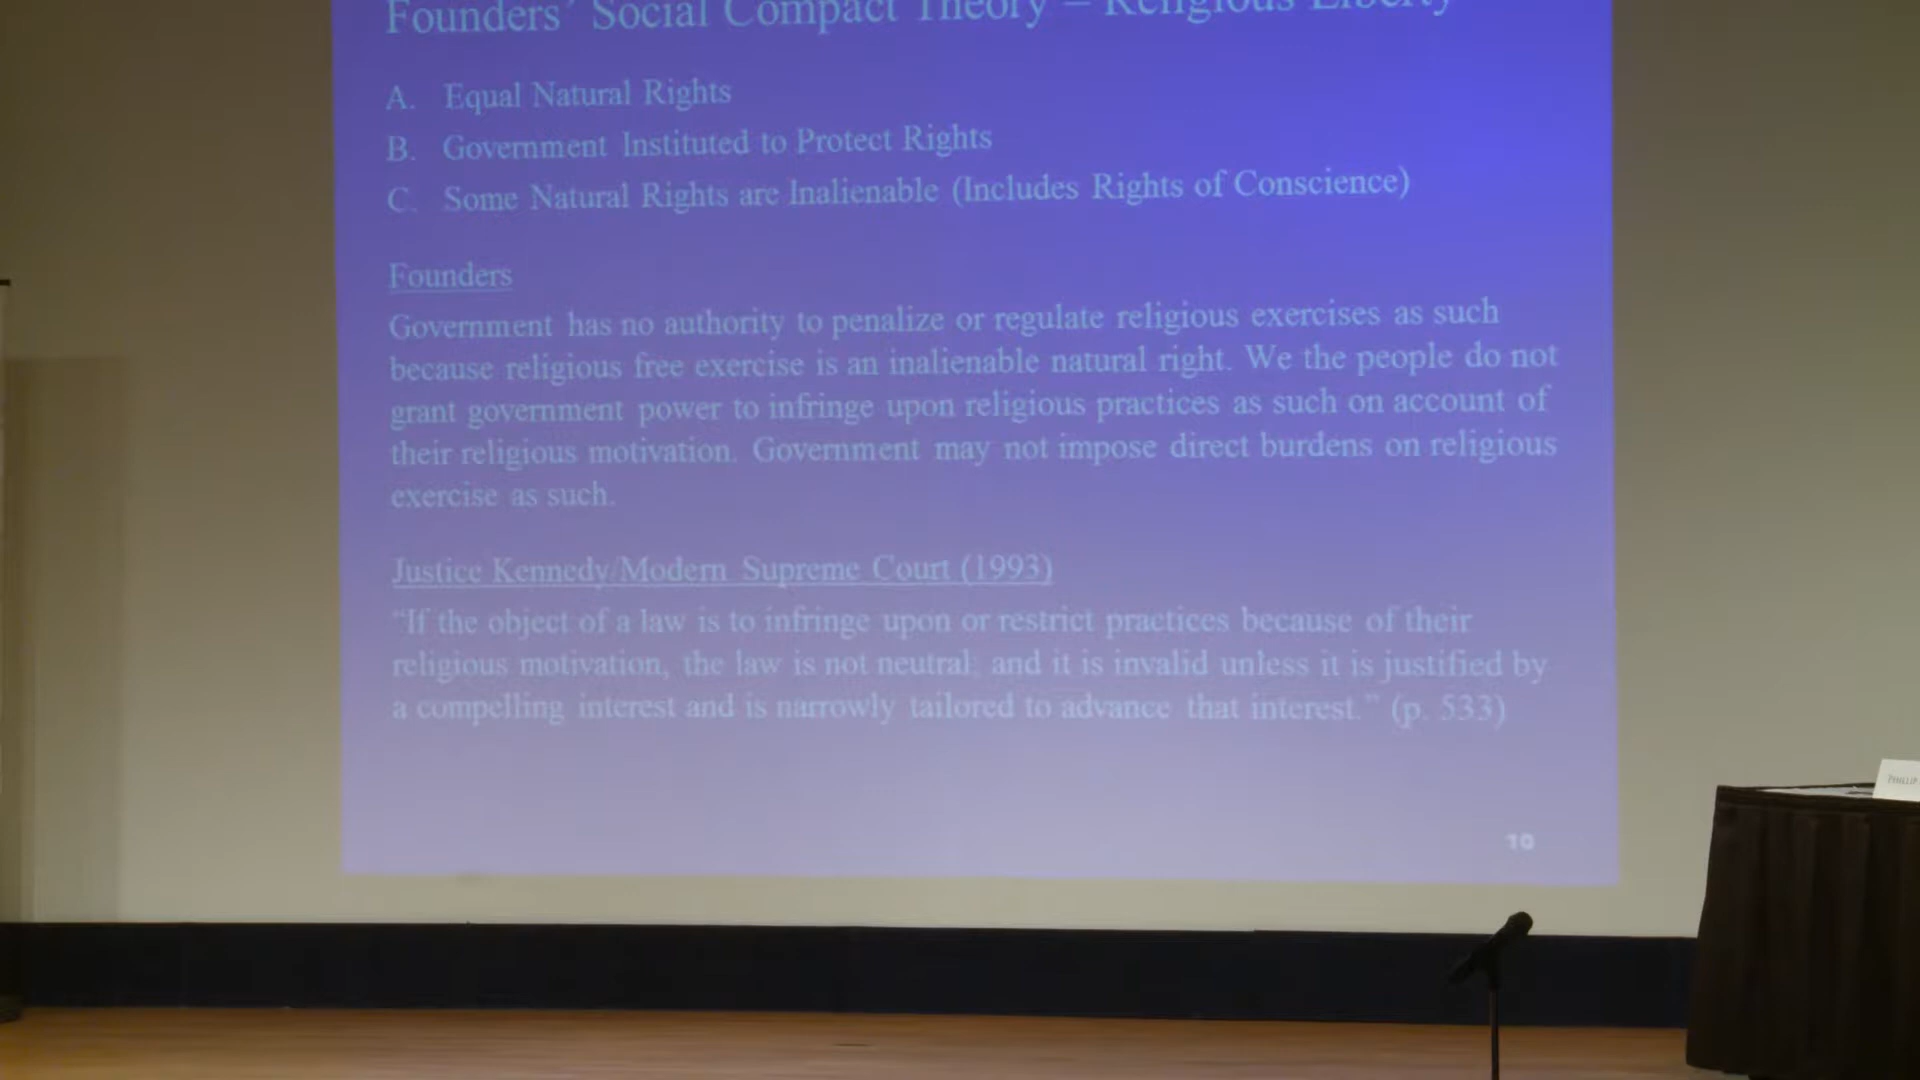 Founders' Social Compact Theory – Religious Liberty
A. Equal Natural Rights
B. Government Instituted to Protect Rights
C. Some Natural Rights are Inalienable (Includes Rights of Conscience)
Founders
Government has no authority to penalize or regulate religious exercises as such
because religious free exercise is an inalienable natural right. We the people do not
grant government power to infringe upon religious practices as such on account of
their religious motivation. Government may not impose direct burdens on religious
exercise as such.
Justice Kennedy/Modern Supreme Court (1993)
“If the object of a law is to infringe upon or restrict practices because of their
religious motivation, the law is not neutral; and it is invalid unless it is justified by
a compelling interest and is narrowly tailored to advance that interest.” (p. 533)
10